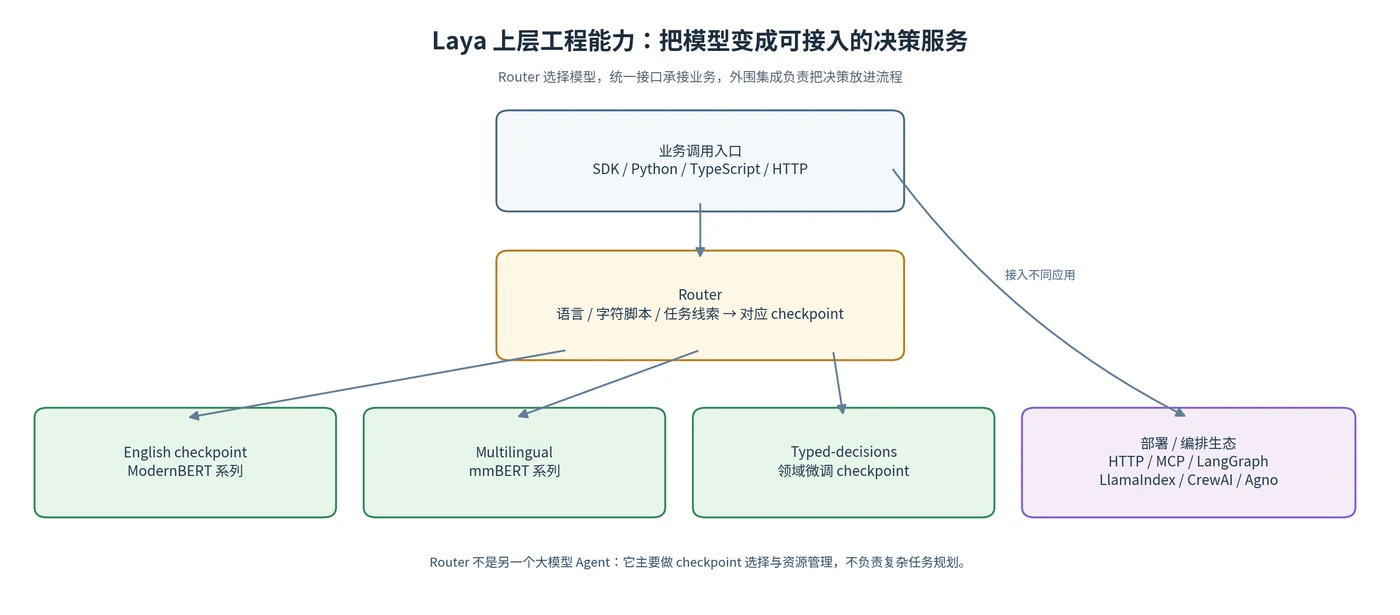 Laya 上层工程能力：把模型变成可接入的决策服务
Router 选择模型，统一接口承接业务，外围集成负责把决策放进流程
业务调用入口
SDK / Python / TypeScript / HTTP
接入不同应用
Router
语言 / 字符脚本 / 任务线索 → 对应 checkpoint
English checkpoint
ModernBERT 系列
Multilingual
mmBERT 系列
Typed-decisions
领域微调 checkpoint
部署 / 编排生态
HTTP / MCP / LangGraph
LlamaIndex / CrewAI / Agno
Router 不是另一个大模型 Agent：它主要做 checkpoint 选择与资源管理，不负责复杂任务规划。